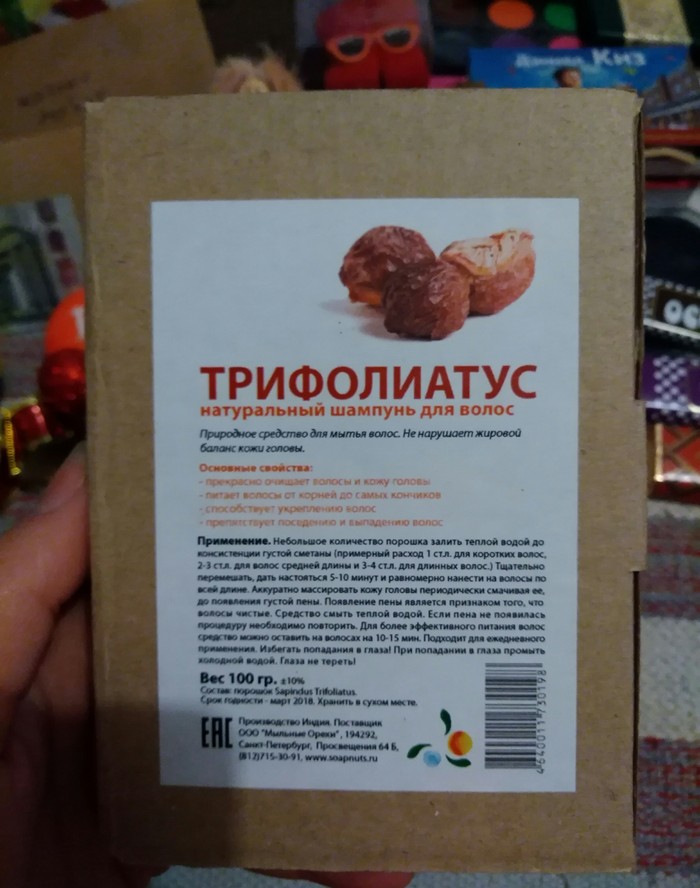 Даниэл Киз
ТРИФОЛИАТУС
натуральный шампунь для волос
Природное средство для мытья волос. Не нарушает жировой
баланс кожи головы.
Основные свойства:
- прекрасно очищает волосы и кожу головы
- питает волосы от корней до самых кончиков
- способствует укреплению волос
- препятствует поседению и выпадению волос
Применение. Небольшое количество порошка залить теплой водой до
консистенции густой сметаны (примерный расход 1 ст.л. для коротких волос,
2-3 ст.л. для волос средней длины и 3-4 ст.л. для длинных волос.) Тщательно
перемешать, дать настояться 5-10 минут и равномерно нанести на волосы по
всей длине. Аккуратно массировать кожу головы периодически смачивая ее,
до появления густой пены. Появление пены является признаком того, что
волосы чистые. Средство смыть теплой водой. Если пена не появилась
процедуру необходимо повторить. Для более эффективного питания волос
средство можно оставить на волосах на 10-15 мин. Подходит для ежедневного
применения. Избегать попадания в глаза! При попадании в глаза промыть
холодной водой. Глаза не тереть!
Вес 100 гр. ±10%
Состав: порошок Sapindus Trifoliatus.
Срок годности - март 2018. Хранить в сухом месте.
EAC
Производство Индия. Поставщик
ООО "Мыльные Орехи", 194292,
Санкт-Петербург, Просвещения 64 Б,
(812)715-30-91, www.soapnuts.ru
4640011730198